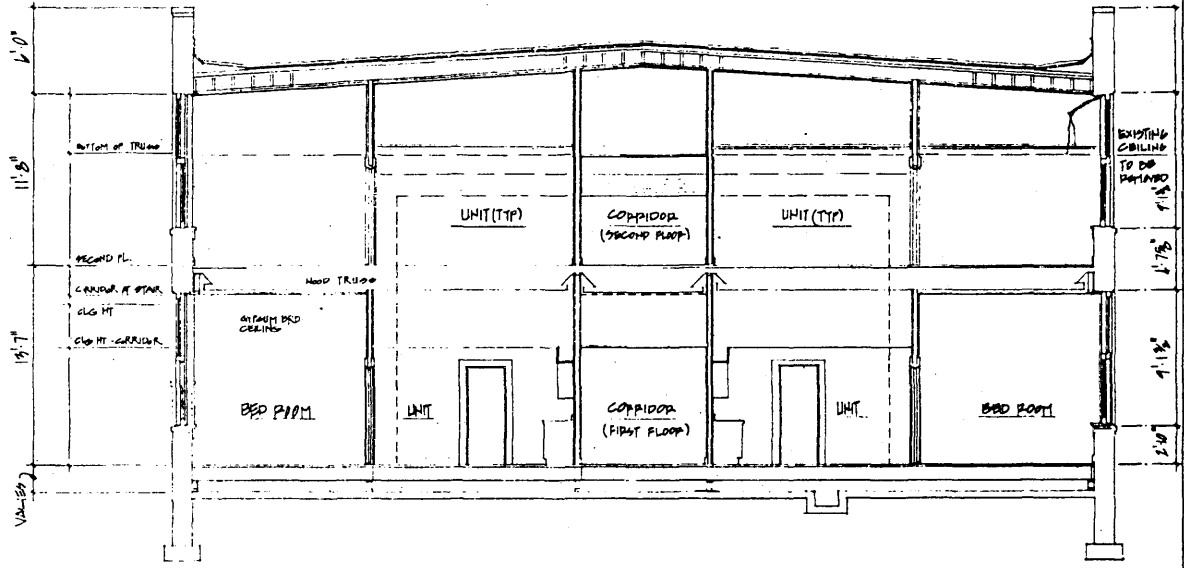 6'·0"
11'·8"
13'·7"
VARIES
BOTTOM OF TRUSS
SECOND FL.
CORRIDOR AT STAIR
CLG HT
CLG HT - CORRIDOR
WOOD TRUSS
GYPSUM BRD
CEILING
UNIT (TYP)
CORRIDOR
(SECOND FLOOR)
UNIT (TYP)
BED ROOM
UNIT
CORRIDOR
(FIRST FLOOR)
UNIT
BED ROOM
EXISTING
CEILING
TO BE
REMOVED
2'·10"